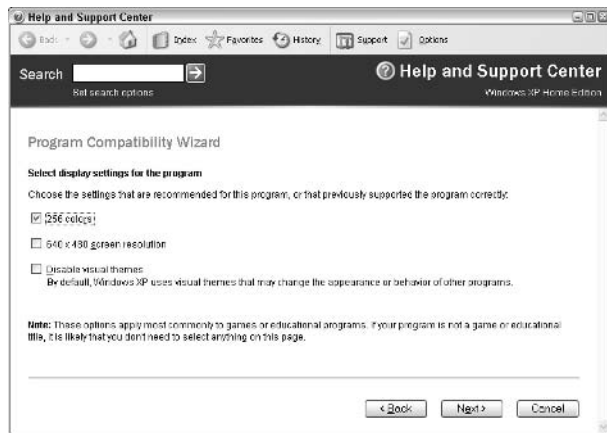 Help and Support Center
Back Index Favorites History Support Options
Search
Set search options
Help and Support Center
Windows XP Home Edition
Program Compatibility Wizard
Select display settings for the program
Choose the settings that are recommended for this program, or that previously supported the program correctly:
256 colors
640 x 480 screen resolution
Disable visual themes
By default, Windows XP uses visual themes that may change the appearance or behavior of other programs.
Note: These options apply most commonly to games or educational programs. If your program is not a game or educational
title, it is likely that you don't need to select anything on this page.
< Back Next > Cancel